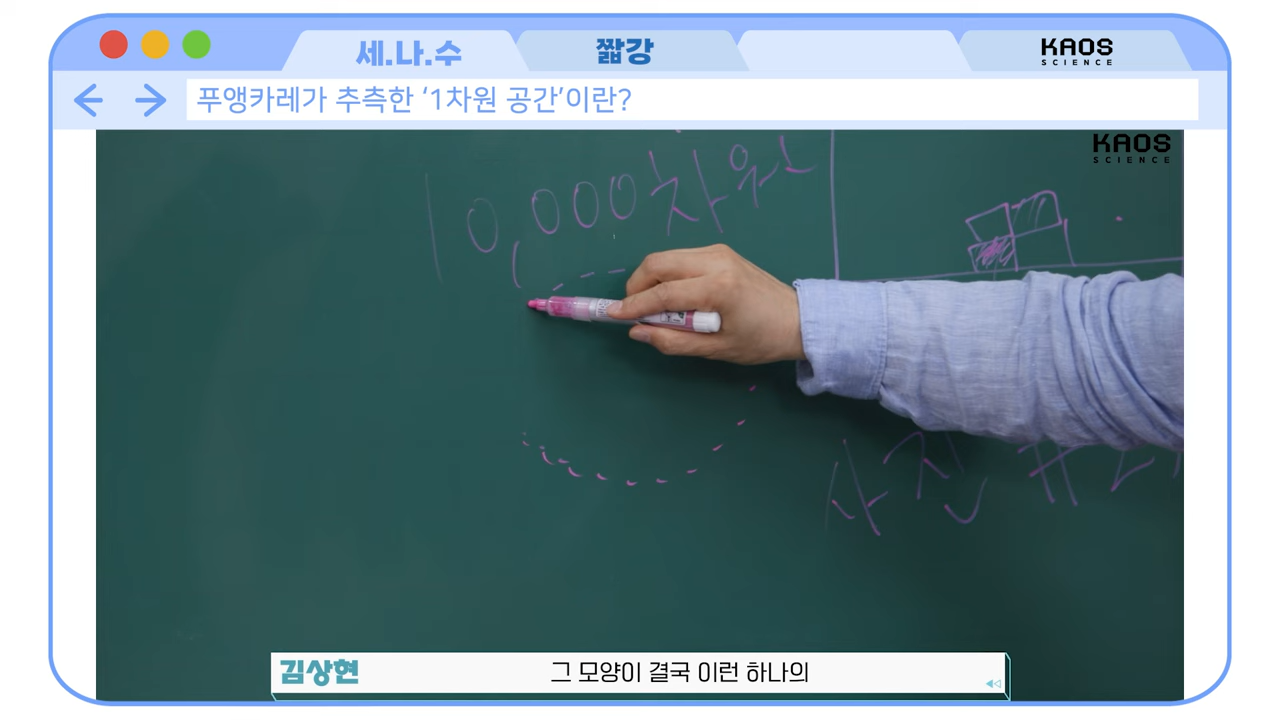 세.나.수
짧강
KAOS
SCIENCE
푸앵카레가 추측한 ‘1차원 공간’이란?
KAOS
SCIENCE
10,000차원
사진
김상현
그 모양이 결국 이런 하나의